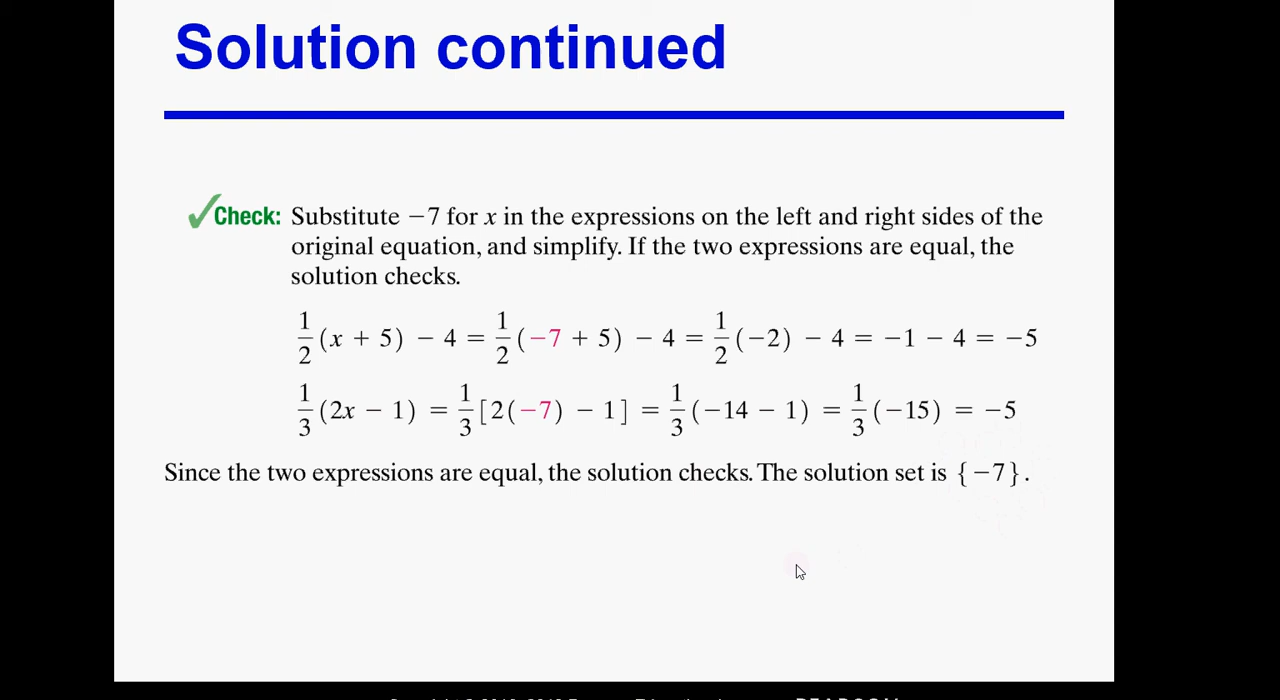 Solution continued
✓Check: Substitute −7 for x in the expressions on the left and right sides of the
original equation, and simplify. If the two expressions are equal, the
solution checks.
1/2(x + 5) − 4 = 1/2(−7 + 5) − 4 = 1/2(−2) − 4 = −1 − 4 = −5
1/3(2x − 1) = 1/3[2(−7) − 1] = 1/3(−14 − 1) = 1/3(−15) = −5
Since the two expressions are equal, the solution checks. The solution set is {−7}.